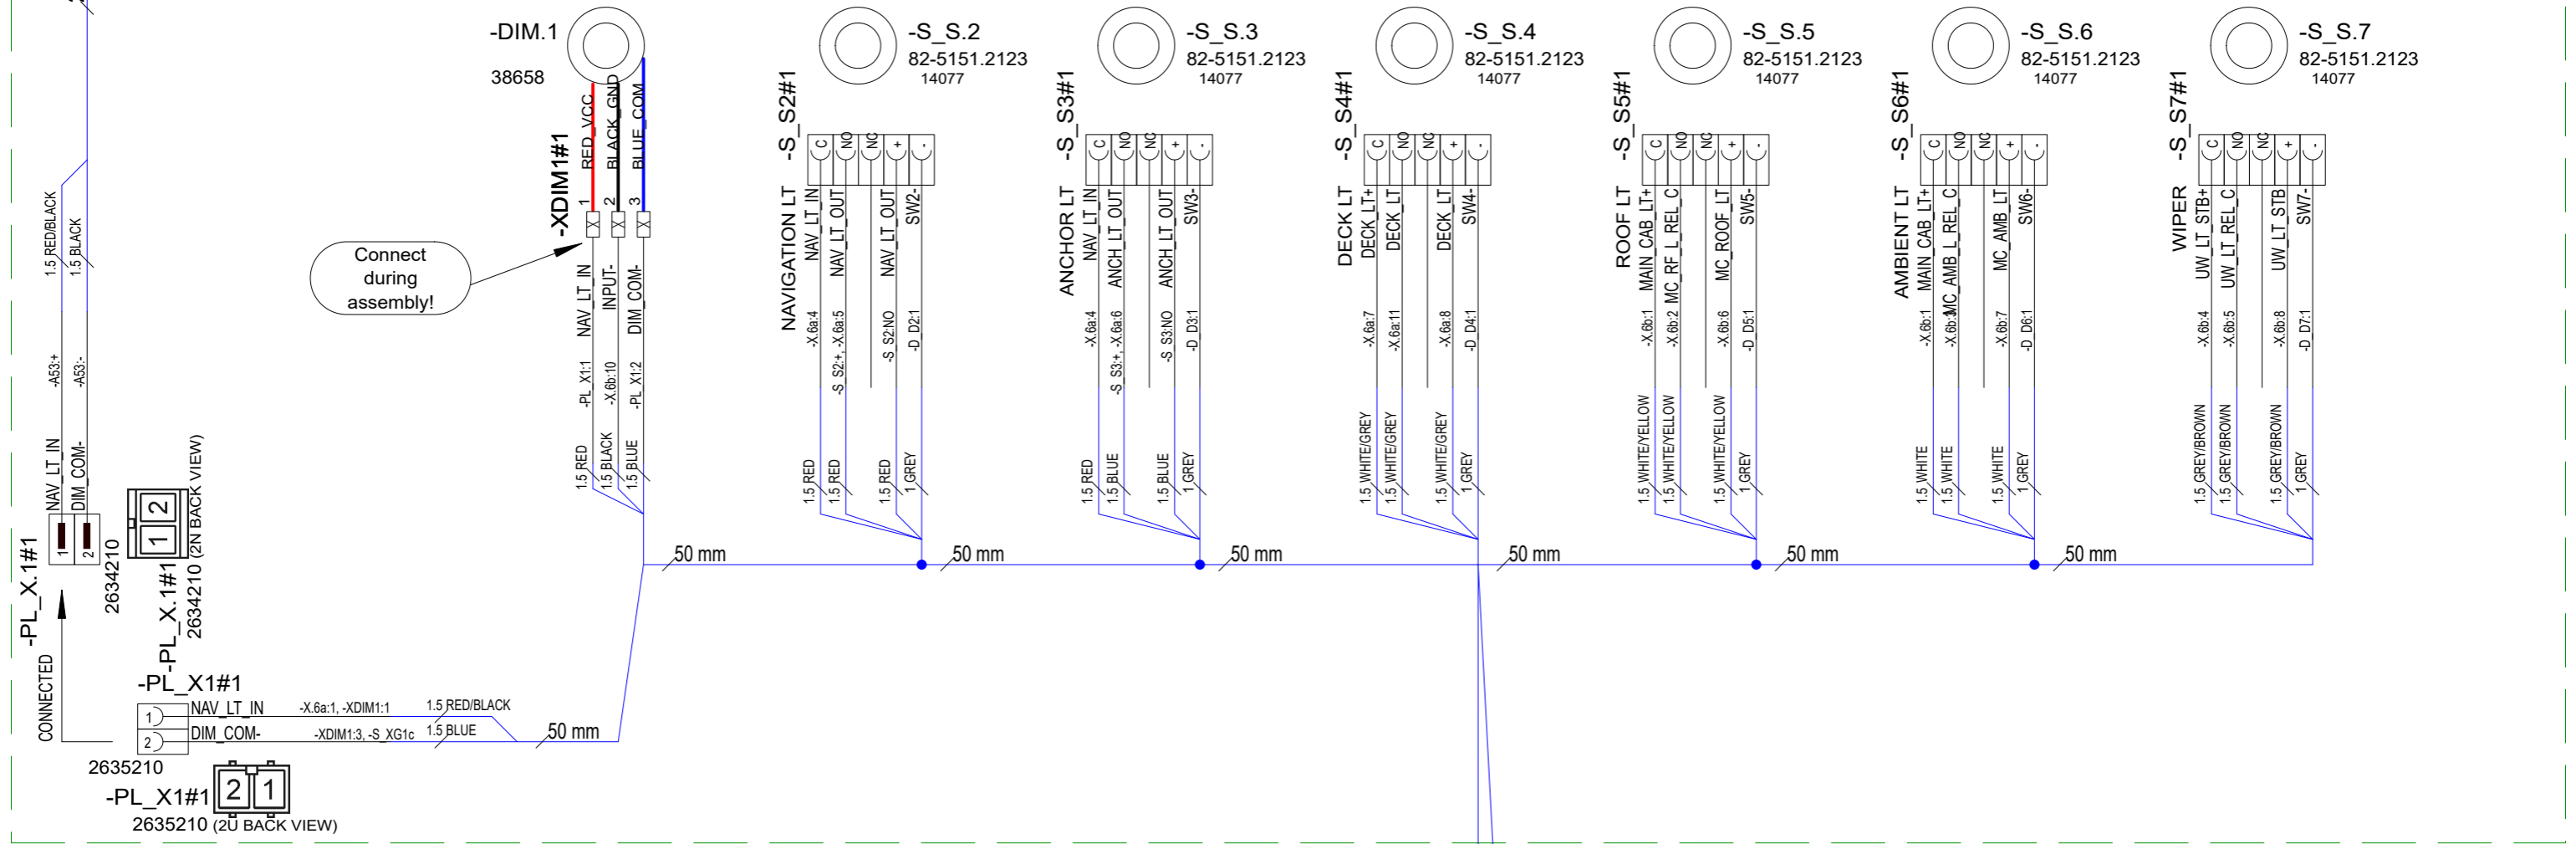 -DIM.1
38658
-XDIM1#1
1 RED_VCC
2 BLACK_GND
3 BLUE_COM
X
X
X
Connect
during
assembly!
NAV_LT_IN
INPUT-
DIM_COM-
-PL_X1:1
-X.6b:10
-PL_X1:2
1.5 RED
1.5 BLACK
1.5 BLUE
1.5 RED/BLACK
1.5 BLACK
-A53:+
-A53:-
NAV_LT_IN
DIM_COM-
1
2
-PL_X.1#1
2634210
1 2
-PL_X.1#1
2634210 (2N BACK VIEW)
CONNECTED
-PL_X1#1
1 NAV_LT_IN -X.6a:1, -XDIM1:1 1.5 RED/BLACK
2 DIM_COM- -XDIM1:3, -S_XG1c 1.5 BLUE
50 mm
2635210
-PL_X1#1
2 1
2635210 (2U BACK VIEW)
-S_S.2
82-5151.2123
14077
-S_S2#1
NAVIGATION LT
C
NO
NC
+
-
NAV_LT_IN
NAV_LT_OUT
NAV_LT_OUT
SW2-
-X.6a:4
-S_S2:+, -X.6a:5
-S_S2:NO
-D_D2:1
1.5 RED
1.5 RED
1.5 RED
1 GREY
-S_S.3
82-5151.2123
14077
-S_S3#1
ANCHOR LT
C
NO
NC
+
-
NAV_LT_IN
ANCH_LT_OUT
ANCH_LT_OUT
SW3-
-X.6a:4
-S_S3:+, -X.6a:6
-S_S3:NO
-D_D3:1
1.5 RED
1.5 BLUE
1.5 BLUE
1 GREY
-S_S.4
82-5151.2123
14077
-S_S4#1
DECK LT
C
NO
NC
+
-
DECK_LT+
DECK_LT
DECK_LT
SW4-
-X.6a:7
-X.6a:11
-X.6a:8
-D_D4:1
1.5 WHITE/GREY
1.5 WHITE/GREY
1.5 WHITE/GREY
1 GREY
-S_S.5
82-5151.2123
14077
-S_S5#1
ROOF LT
C
NO
NC
+
-
MAIN_CAB_LT+
MC_RF_L_REL_C
MC_ROOF_LT
SW5-
-X.6b:1
-X.6b:2
-X.6b:6
-D_D5:1
1.5 WHITE/YELLOW
1.5 WHITE/YELLOW
1.5 WHITE/YELLOW
1 GREY
-S_S.6
82-5151.2123
14077
-S_S6#1
AMBIENT LT
C
NO
NC
+
-
MAIN_CAB_LT+
MC_AMB_L_REL_C
MC_AMB_LT
SW6-
-X.6b:1
-X.6b:7
-D_D6:1
1.5 WHITE
1.5 WHITE
1.5 WHITE
1 GREY
-S_S.7
82-5151.2123
14077
-S_S7#1
WIPER
C
NO
NC
+
-
UW_LT_STB+
UW_LT_REL_C
UW_LT_STB
SW7-
-X.6b:4
-X.6b:5
-X.6b:8
-D_D7:1
1.5 GREY/BROWN
1.5 GREY/BROWN
1.5 GREY/BROWN
1 GREY
50 mm
50 mm
50 mm
50 mm
50 mm
50 mm